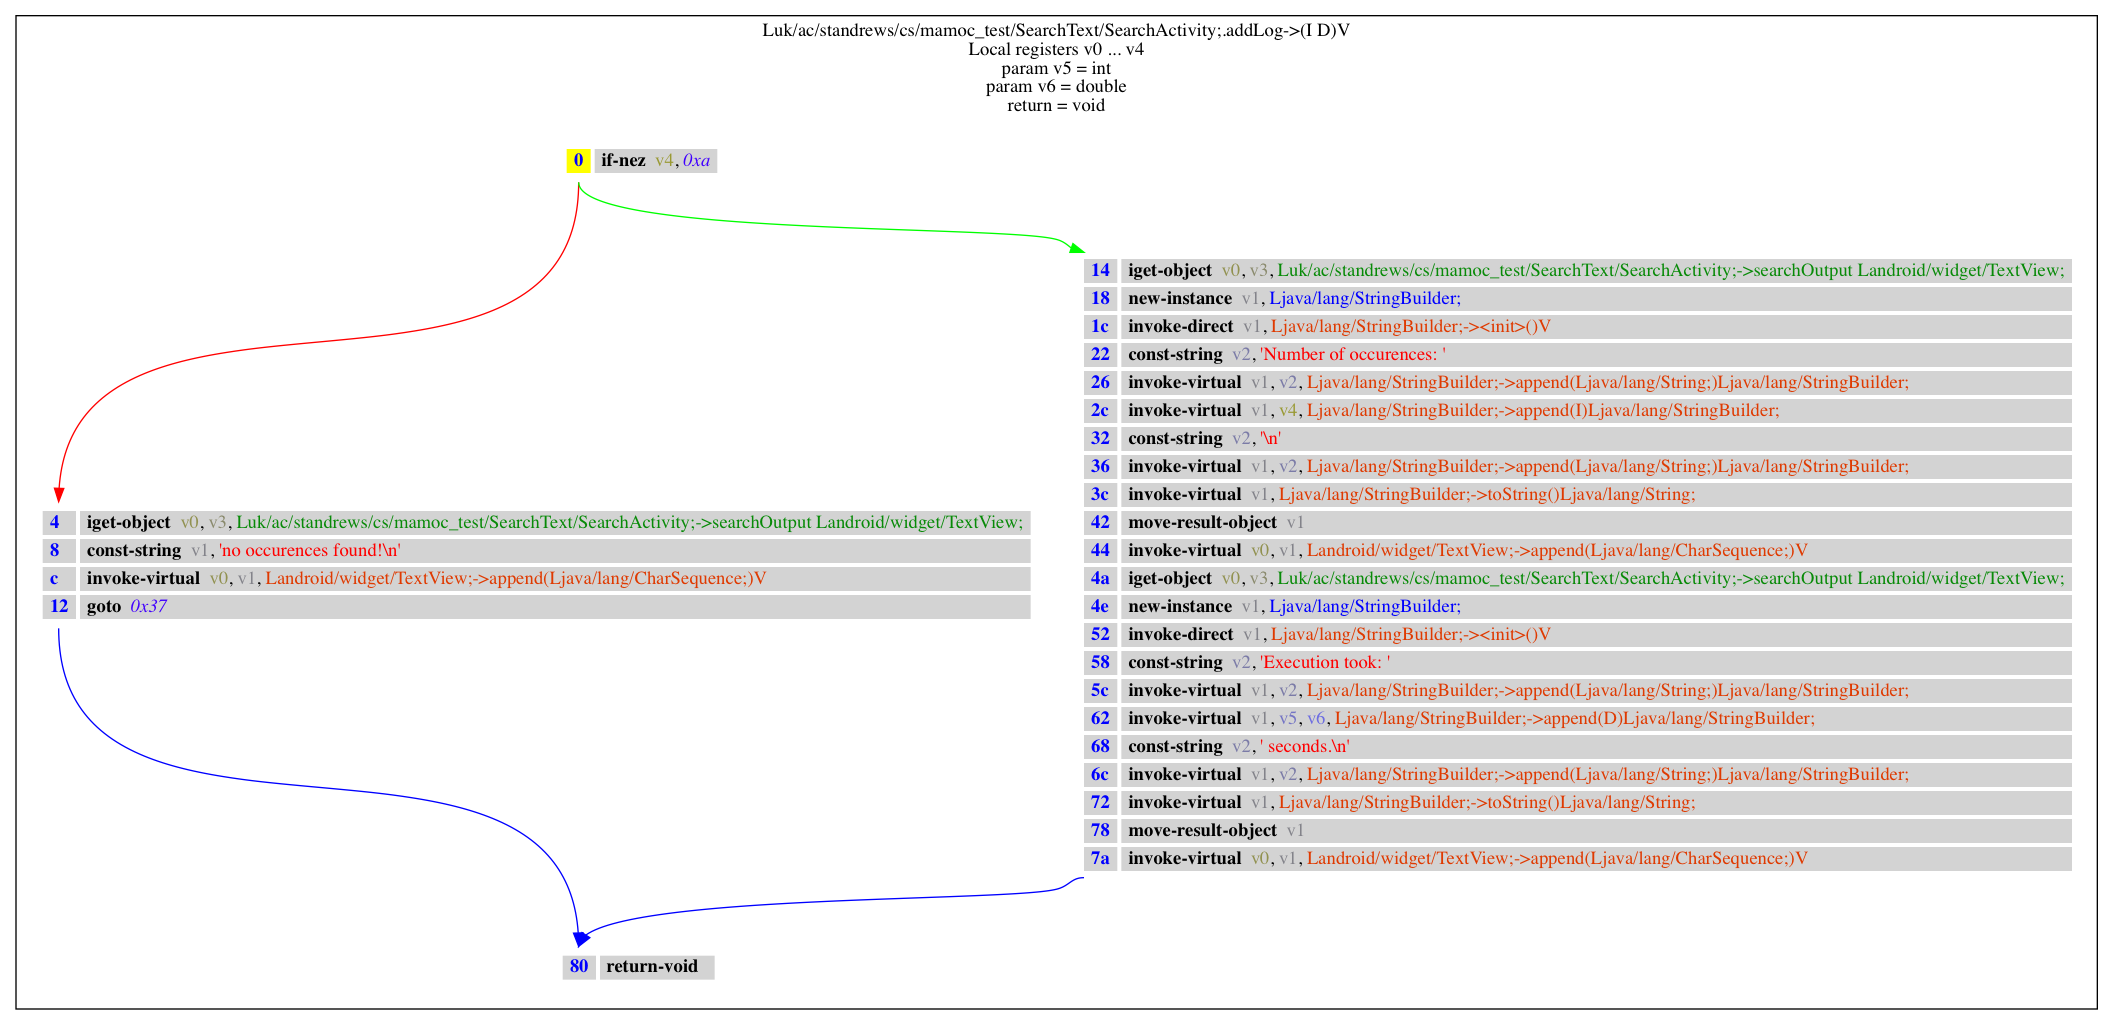 Luk/ac/standrews/cs/mamoc_test/SearchText/SearchActivity;.addLog->(I D)V
Local registers v0 ... v4
param v5 = int
param v6 = double
return = void
0 if-nez v4, 0xa
14 iget-object v0, v3, Luk/ac/standrews/cs/mamoc_test/SearchText/SearchActivity;->searchOutput Landroid/widget/TextView;
18 new-instance v1, Ljava/lang/StringBuilder;
1c invoke-direct v1, Ljava/lang/StringBuilder;-><init>()V
22 const-string v2, 'Number of occurences: '
26 invoke-virtual v1, v2, Ljava/lang/StringBuilder;->append(Ljava/lang/String;)Ljava/lang/StringBuilder;
2c invoke-virtual v1, v4, Ljava/lang/StringBuilder;->append(I)Ljava/lang/StringBuilder;
32 const-string v2, '\n'
36 invoke-virtual v1, v2, Ljava/lang/StringBuilder;->append(Ljava/lang/String;)Ljava/lang/StringBuilder;
3c invoke-virtual v1, Ljava/lang/StringBuilder;->toString()Ljava/lang/String;
42 move-result-object v1
44 invoke-virtual v0, v1, Landroid/widget/TextView;->append(Ljava/lang/CharSequence;)V
4a iget-object v0, v3, Luk/ac/standrews/cs/mamoc_test/SearchText/SearchActivity;->searchOutput Landroid/widget/TextView;
4e new-instance v1, Ljava/lang/StringBuilder;
52 invoke-direct v1, Ljava/lang/StringBuilder;-><init>()V
58 const-string v2, 'Execution took: '
5c invoke-virtual v1, v2, Ljava/lang/StringBuilder;->append(Ljava/lang/String;)Ljava/lang/StringBuilder;
62 invoke-virtual v1, v5, v6, Ljava/lang/StringBuilder;->append(D)Ljava/lang/StringBuilder;
68 const-string v2, ' seconds.\n'
6c invoke-virtual v1, v2, Ljava/lang/StringBuilder;->append(Ljava/lang/String;)Ljava/lang/StringBuilder;
72 invoke-virtual v1, Ljava/lang/StringBuilder;->toString()Ljava/lang/String;
78 move-result-object v1
7a invoke-virtual v0, v1, Landroid/widget/TextView;->append(Ljava/lang/CharSequence;)V
4 iget-object v0, v3, Luk/ac/standrews/cs/mamoc_test/SearchText/SearchActivity;->searchOutput Landroid/widget/TextView;
8 const-string v1, 'no occurences found!\n'
c invoke-virtual v0, v1, Landroid/widget/TextView;->append(Ljava/lang/CharSequence;)V
12 goto 0x37
80 return-void